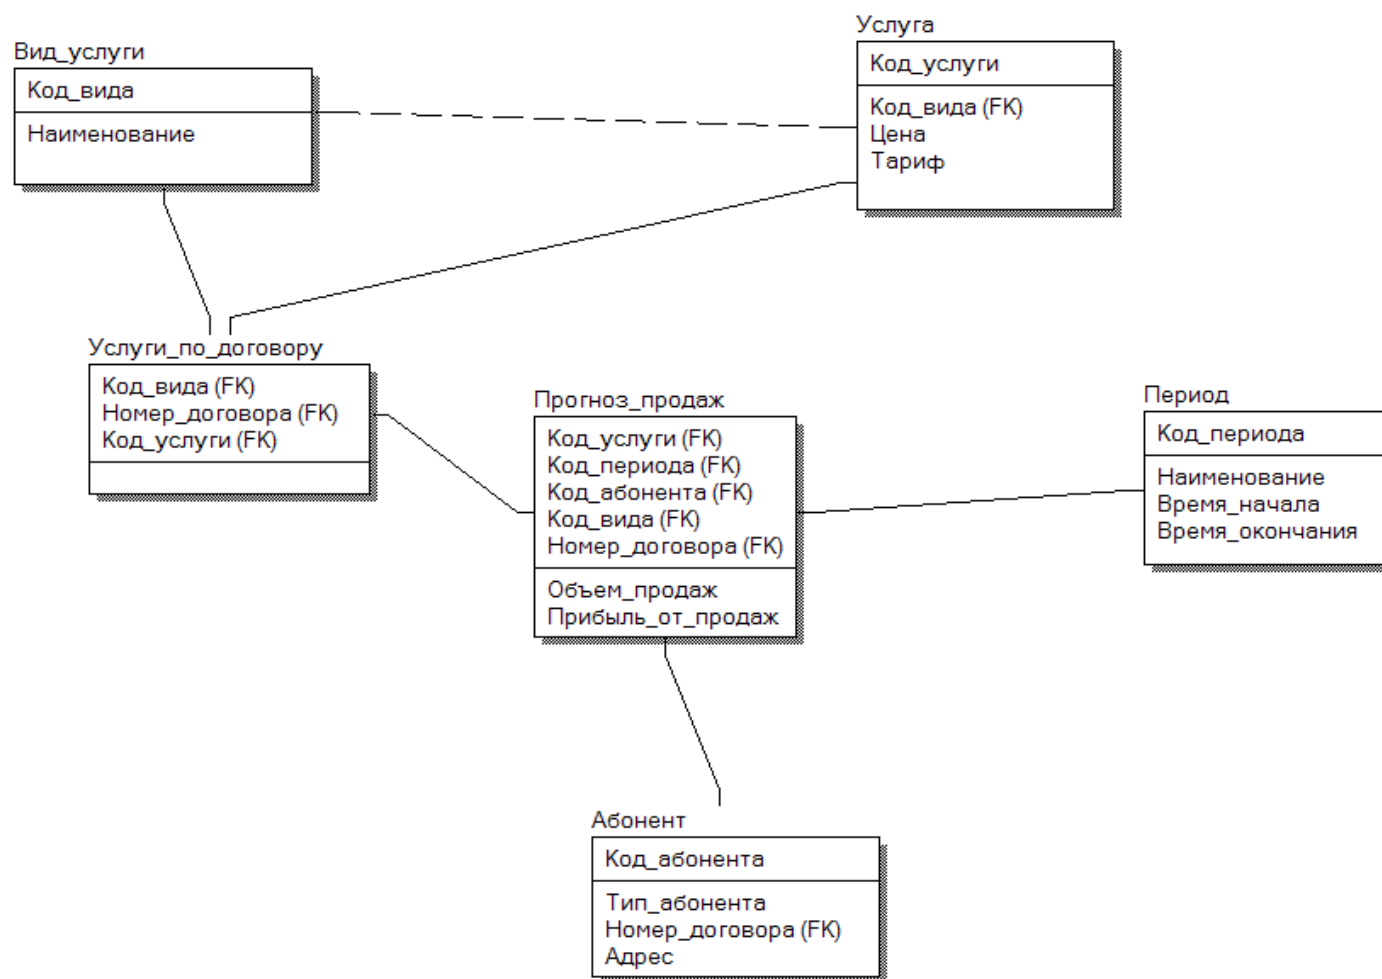 Вид_услуги
Код_вида
Наименование
Услуга
Код_услуги
Код_вида (FK)
Цена
Тариф
Услуги_по_договору
Код_вида (FK)
Номер_договора (FK)
Код_услуги (FK)
Прогноз_продаж
Код_услуги (FK)
Код_периода (FK)
Код_абонента (FK)
Код_вида (FK)
Номер_договора (FK)
Объем_продаж
Прибыль_от_продаж
Период
Код_периода
Наименование
Время_начала
Время_окончания
Абонент
Код_абонента
Тип_абонента
Номер_договора (FK)
Адрес